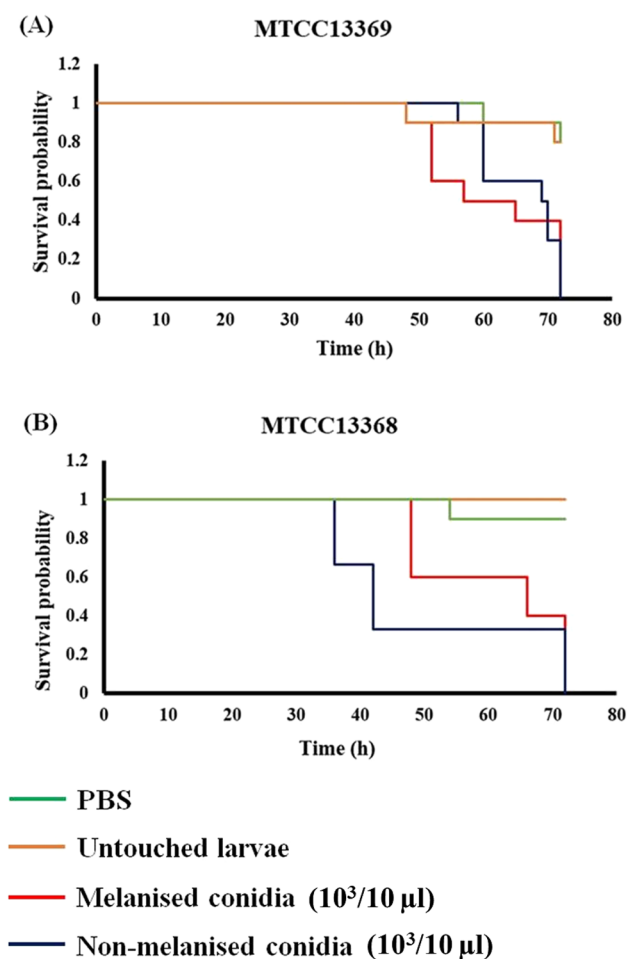 (A)
MTCC13369
Survival probability
1.2
1
0.8
0.6
0.4
0.2
0
0 10 20 30 40 50 60 70 80
Time (h)
(B)
MTCC13368
Survival probability
1.2
1
0.8
0.6
0.4
0.2
0
0 10 20 30 40 50 60 70 80
Time (h)
PBS
Untouched larvae
Melanised conidia (10³/10 µl)
Non-melanised conidia (10³/10 µl)